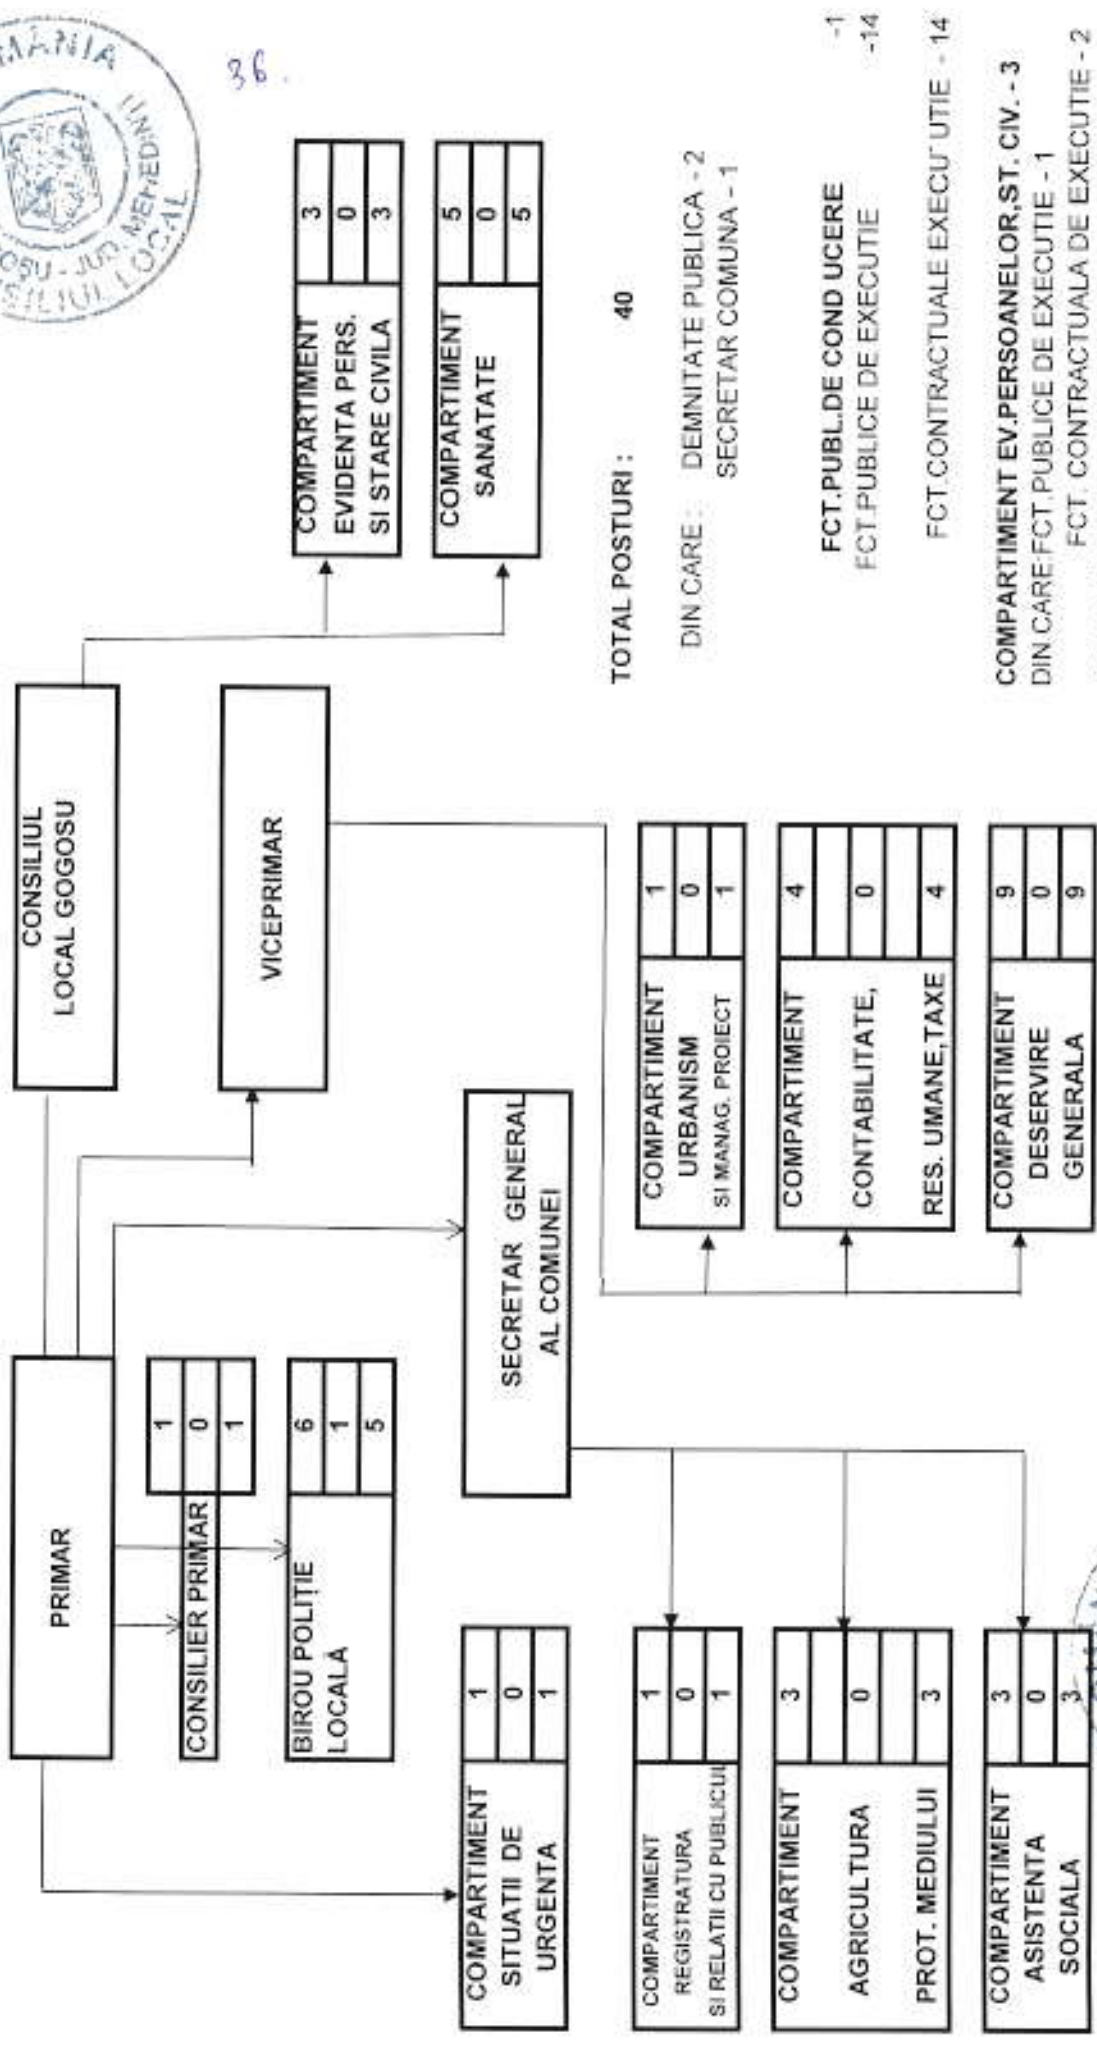 36.
CONSILIUL
LOCAL GOGOSU
PRIMAR
VICEPRIMAR
CONSILIER PRIMAR
1
0
1
BIROU POLIȚIE
LOCALĂ
6
1
5
SECRETAR GENERAL
AL COMUNEI
COMPARTIMENT
EVIDENTA PERS.
SI STARE CIVILA
3
0
3
COMPARTIMENT
SANATATE
5
0
5
COMPARTIMENT
SITUATII DE
URGENTA
1
0
1
COMPARTIMENT
REGISTRATURA
SI RELATII CU PUBLICUL
1
0
1
COMPARTIMENT
AGRICULTURA
PROT. MEDIULUI
3
0
3
COMPARTIMENT
ASISTENTA
SOCIALA
3
0
3
COMPARTIMENT
URBANISM
SI MANAG. PROIECT
1
0
1
COMPARTIMENT
CONTABILITATE,
RES. UMANE,TAXE
4
0
4
COMPARTIMENT
DESERVIRE
GENERALA
9
0
9
TOTAL POSTURI : 40
DIN CARE : DEMNITATE PUBLICA - 2
SECRETAR COMUNA - 1
FCT.PUBL.DE COND UCERE -1
FCT.PUBLICE DE EXECUTIE -14
FCT.CONTRACTUALE EXECU UTIE - 14
COMPARTIMENT EV.PERSOANELOR,ST. CIV. - 3
DIN CARE:FCT.PUBLICE DE EXECUTIE - 1
FCT. CONTRACTUALA DE EXECUTIE - 2
LOCAL
JUD. MEHEDINȚI